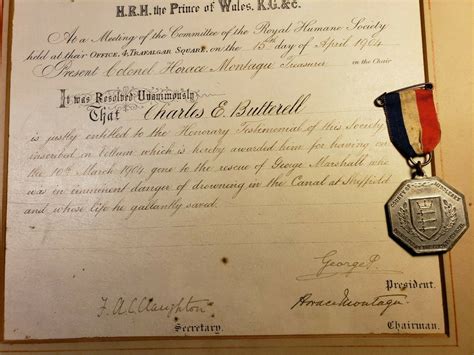 H.R.H. the Prince of Wales, K.G. &c.
At a Meeting of the Committee of the Royal Humane Society
held at their OFFICE, 4, TRAFALGAR SQUARE, on the 15th day of April 1904
Present Colonel Horace Montagu Treasurer in the Chair
It was Resolved Unanimously
That Charles E. Butterell
is justly entitled to the Honorary Testimonial of this Society
inscribed on Vellum which is hereby awarded him for having on
the 10th March 1904 gone to the rescue of George Marshall who
was in imminent danger of drowning in the Canal at
and whose life he gallantly saved.
George P.
President.
F. A. C. Claughton
Secretary.
Horace Montagu
Chairman.
MIDDLESEX